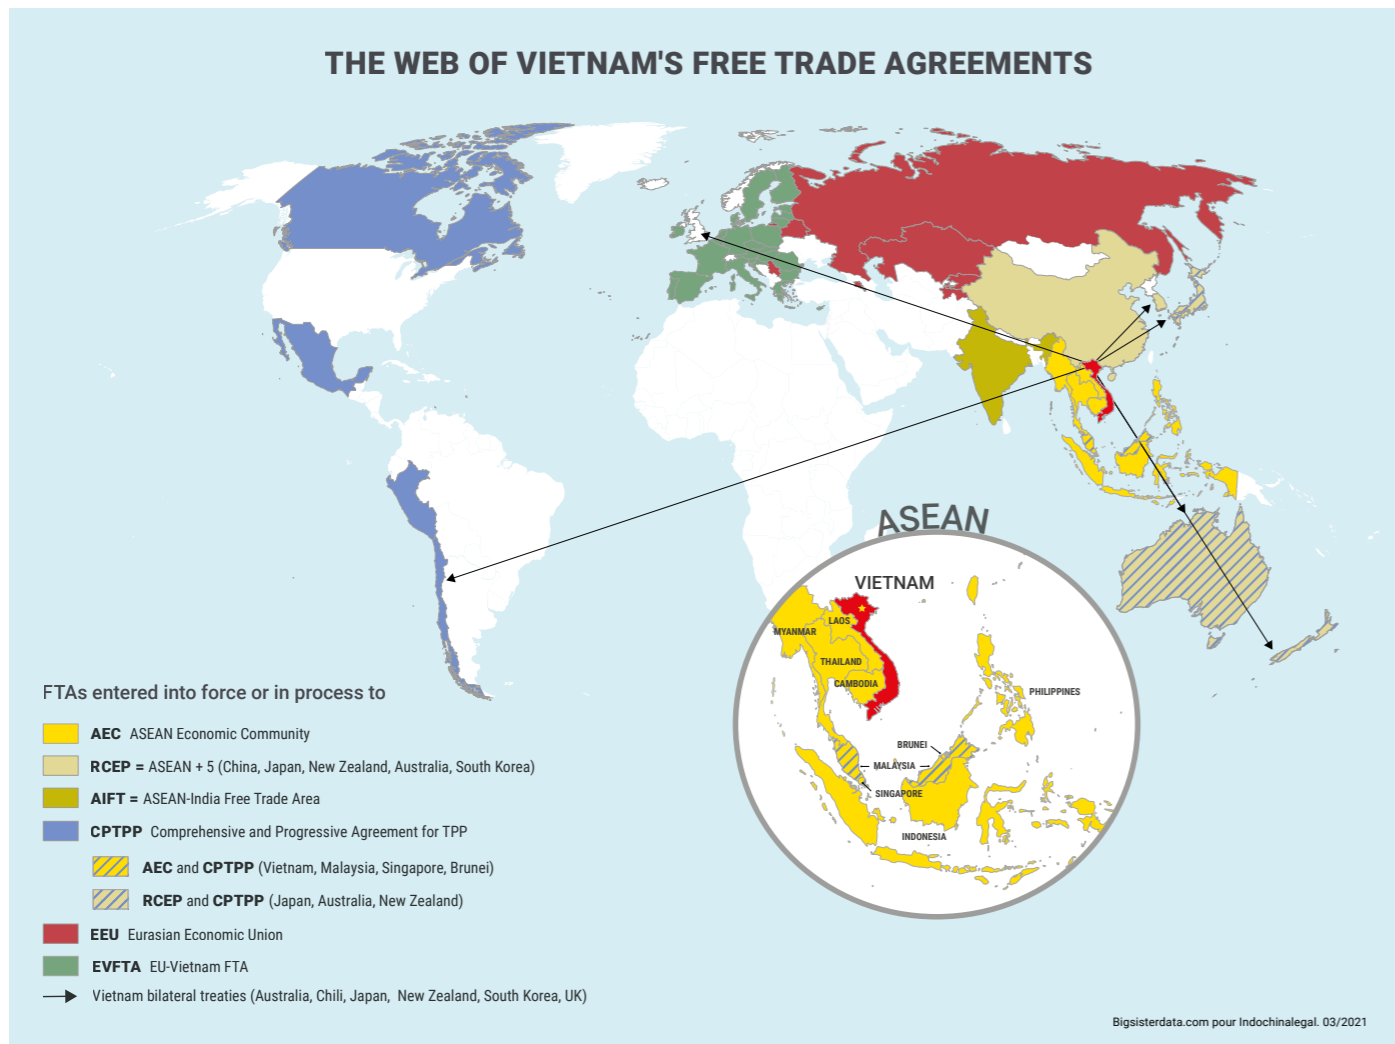 THE WEB OF VIETNAM'S FREE TRADE AGREEMENTS
ASEAN
VIETNAM
LAOS
MYANMAR
THAILAND
CAMBODIA
PHILIPPINES
BRUNEI
MALAYSIA
SINGAPORE
INDONESIA
FTAs entered into force or in process to
AEC ASEAN Economic Community
RCEP = ASEAN + 5 (China, Japan, New Zealand, Australia, South Korea)
AIFT = ASEAN-India Free Trade Area
CPTPP Comprehensive and Progressive Agreement for TPP
AEC and CPTPP (Vietnam, Malaysia, Singapore, Brunei)
RCEP and CPTPP (Japan, Australia, New Zealand)
EEU Eurasian Economic Union
EVFTA EU-Vietnam FTA
Vietnam bilateral treaties (Australia, Chili, Japan, New Zealand, South Korea, UK)
Bigsisterdata.com pour Indochinalegal. 03/2021